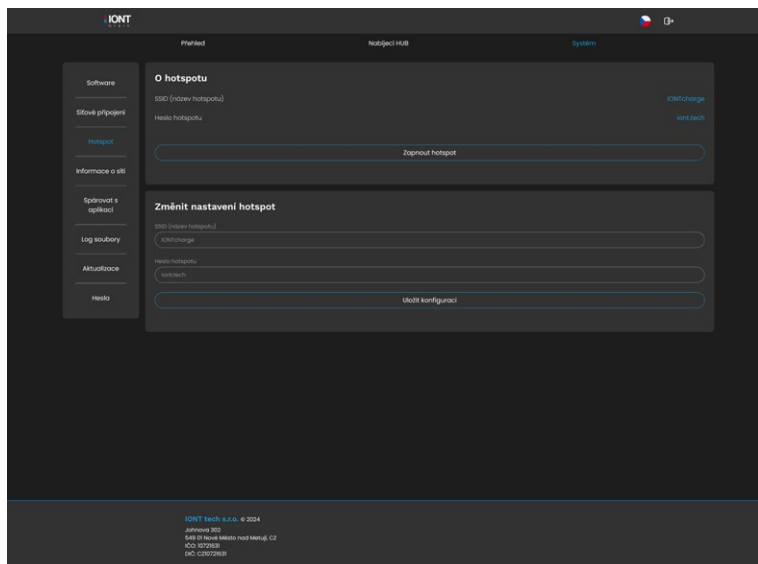 IONT
Přehled
Nabíjecí HUB
Systém
Software
Síťové připojení
Hotspot
Informace o síti
Spárovat s
aplikací
Log soubory
Aktualizace
Hesla
O hotspotu
SSID (název hotspotu)
IONTcharge
Heslo hotspotu
iont.tech
Zapnout hotspot
Změnit nastavení hotspot
SSID (název hotspotu)
IONTcharge
Heslo hotspotu
iont.tech
Uložit konfiguraci
IONT tech s.r.o. © 2024
Johnova 302
549 01 Nové Město nad Metují, CZ
IČO: 10721631
DIČ: CZ10721631